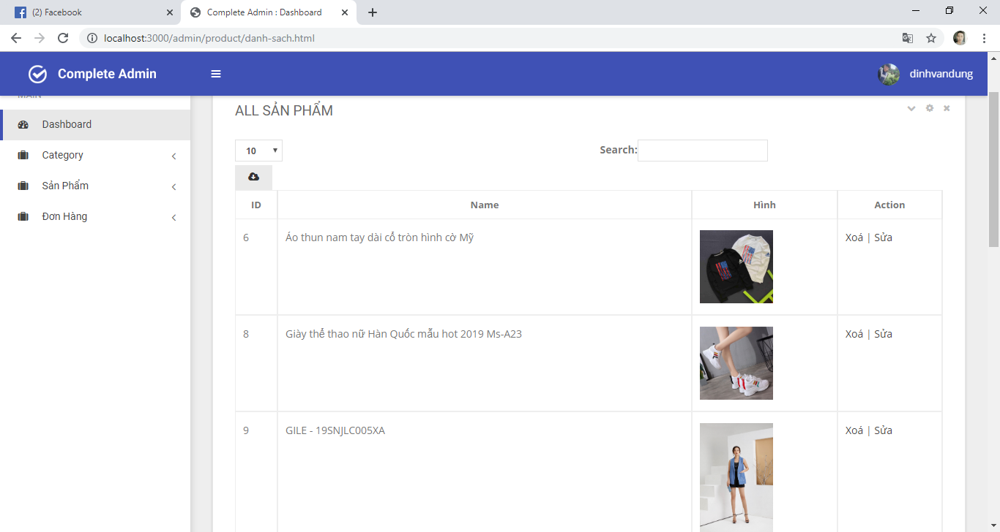 (2) Facebook
Complete Admin : Dashboard
localhost:3000/admin/product/danh-sach.html
Complete Admin
dinhvandung
MAIN
Dashboard
Category
Sản Phẩm
Đơn Hàng
ALL SẢN PHẨM
10
Search:
ID Name Hình Action
6 Áo thun nam tay dài cổ tròn hình cờ Mỹ Xoá | Sửa
8 Giày thể thao nữ Hàn Quốc mẫu hot 2019 Ms-A23 Xoá | Sửa
9 GILE - 19SNJLC005XA Xoá | Sửa